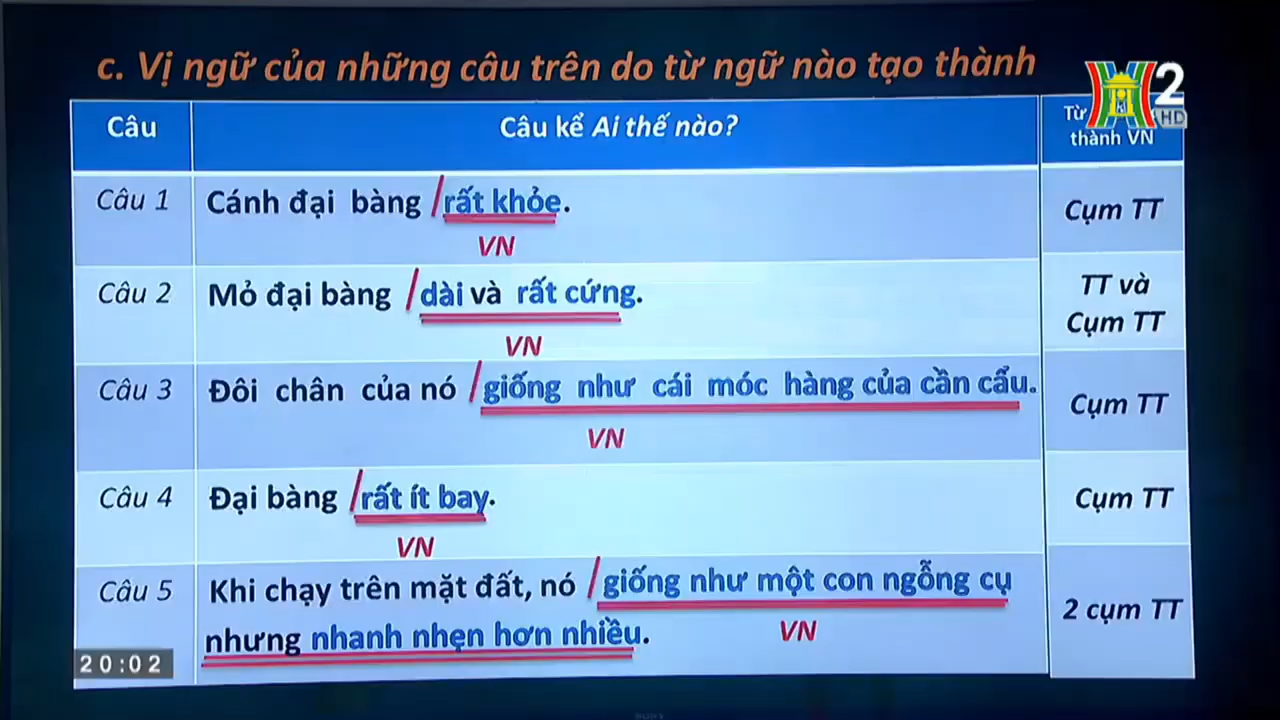 c. Vị ngữ của những câu trên do từ ngữ nào tạo thành
2
HD
Câu
Câu kể Ai thế nào?
Từ
thành VN
Câu 1
Cánh đại bàng /rất khỏe.
VN
Cụm TT
Câu 2
Mỏ đại bàng /dài và rất cứng.
VN
TT và
Cụm TT
Câu 3
Đôi chân của nó /giống như cái móc hàng của cần cẩu.
VN
Cụm TT
Câu 4
Đại bàng /rất ít bay.
VN
Cụm TT
Câu 5
Khi chạy trên mặt đất, nó /giống như một con ngỗng cụ
nhưng nhanh nhẹn hơn nhiều.
VN
2 cụm TT
20:02
SONY